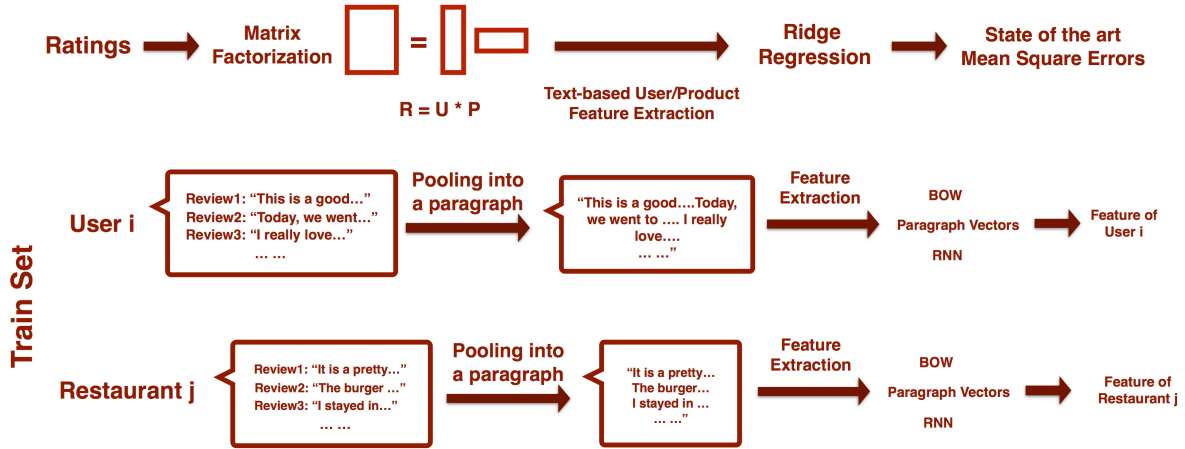 Ratings
Matrix
Factorization
=
R = U * P
Text-based User/Product
Feature Extraction
Ridge
Regression
State of the art
Mean Square Errors
Train Set
User i
Review1: “This is a good…”
Review2: “Today, we went…”
Review3: “I really love…”
… …
Pooling into
a paragraph
“This is a good….Today,
we went to …. I really
love….
… …”
Feature
Extraction
BOW
Paragraph Vectors
RNN
Feature of
User i
Restaurant j
Review1: “It is a pretty…”
Review2: “The burger …”
Review3: “I stayed in…”
… …
Pooling into
a paragraph
“It is a pretty…
The burger…
I stayed in …
… …”
Feature
Extraction
BOW
Paragraph Vectors
RNN
Feature of
Restaurant j